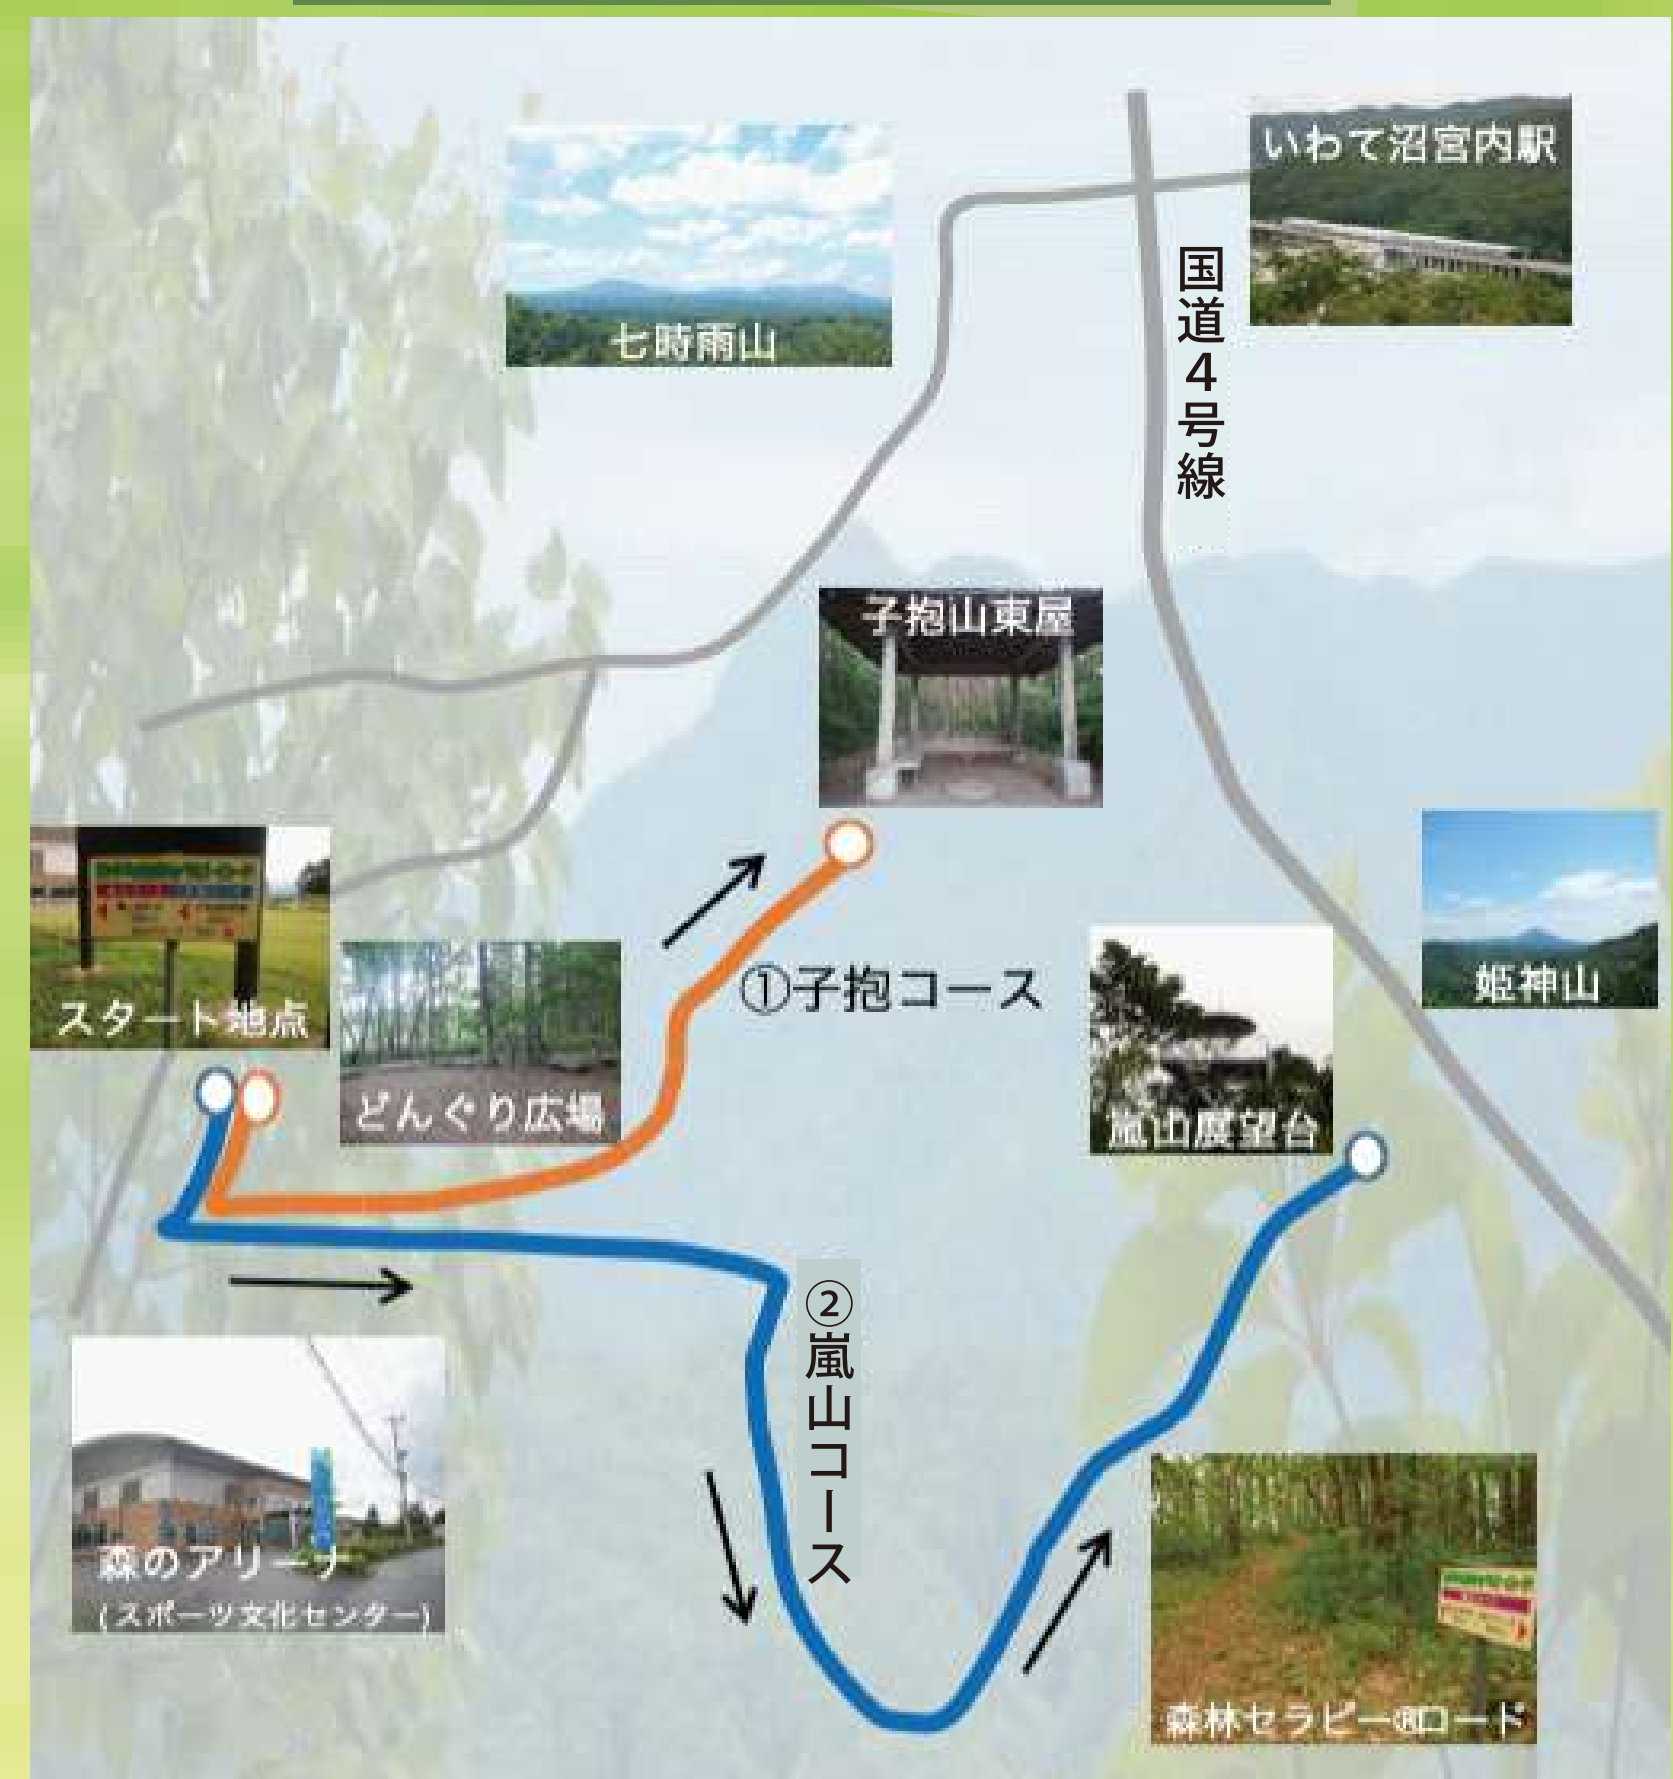 いわて沼宮内駅
七時雨山
国道4号線
子抱山東屋
姫神山
スタート地点
①子抱コース
どんぐり広場
嵐山展望台
②嵐山コース
森のアリーナ
(スポーツ文化センター)
森林セラピー®ロード